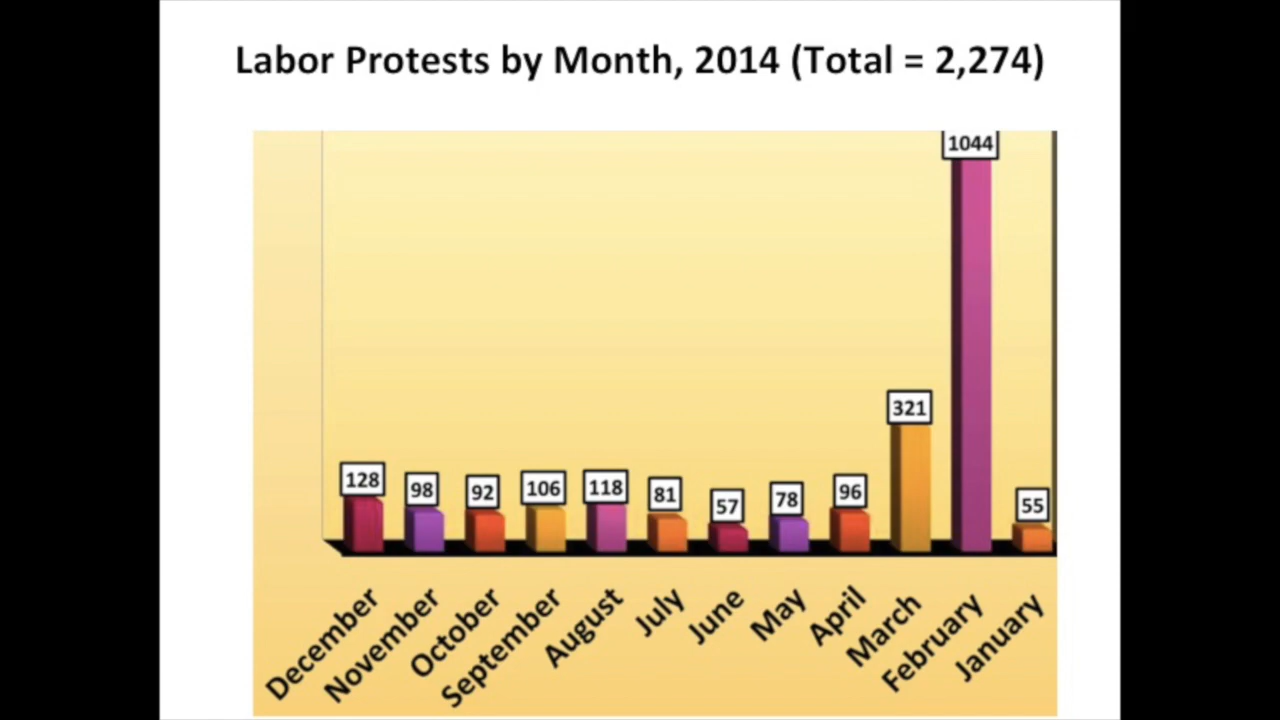 Labor Protests by Month, 2014 (Total = 2,274)
1044
321
128
98
92
106
118
81
57
78
96
55
December
November
October
September
August
July
June
May
April
March
February
January